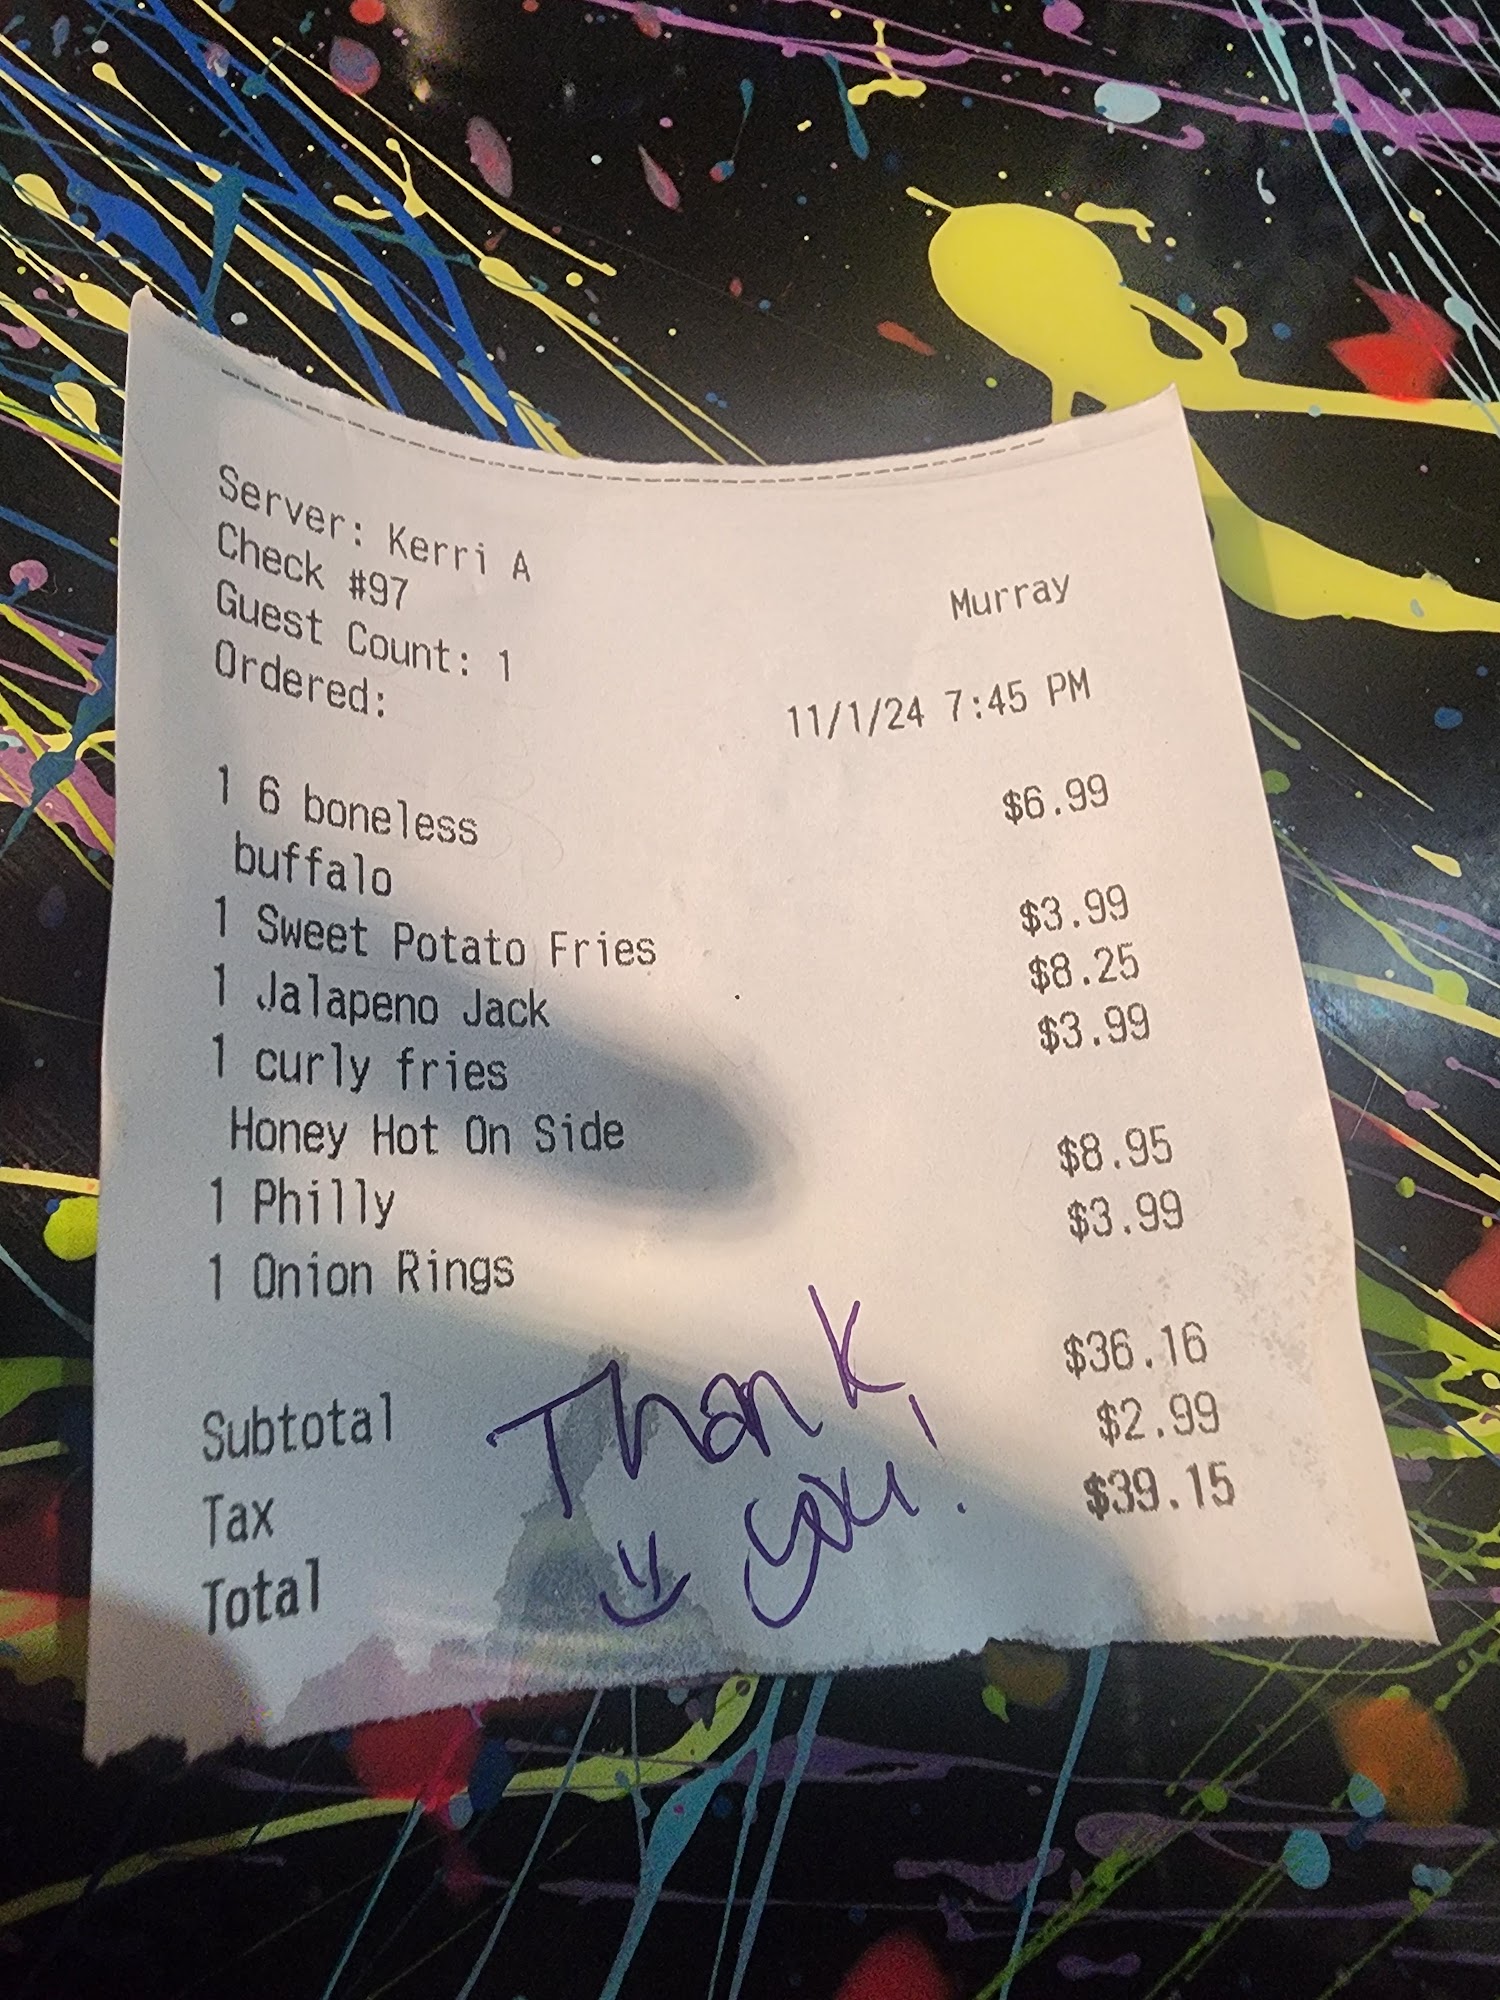 Server: Kerri A
Check #97 Murray
Guest Count: 1
Ordered: 11/1/24 7:45 PM
1 6 boneless $6.99
buffalo
1 Sweet Potato Fries $3.99
1 Jalapeno Jack $8.25
1 curly fries $3.99
Honey Hot On Side
1 Philly $8.95
1 Onion Rings $3.99
Subtotal $36.16
Tax $2.99
Total $39.15
Thank
you!